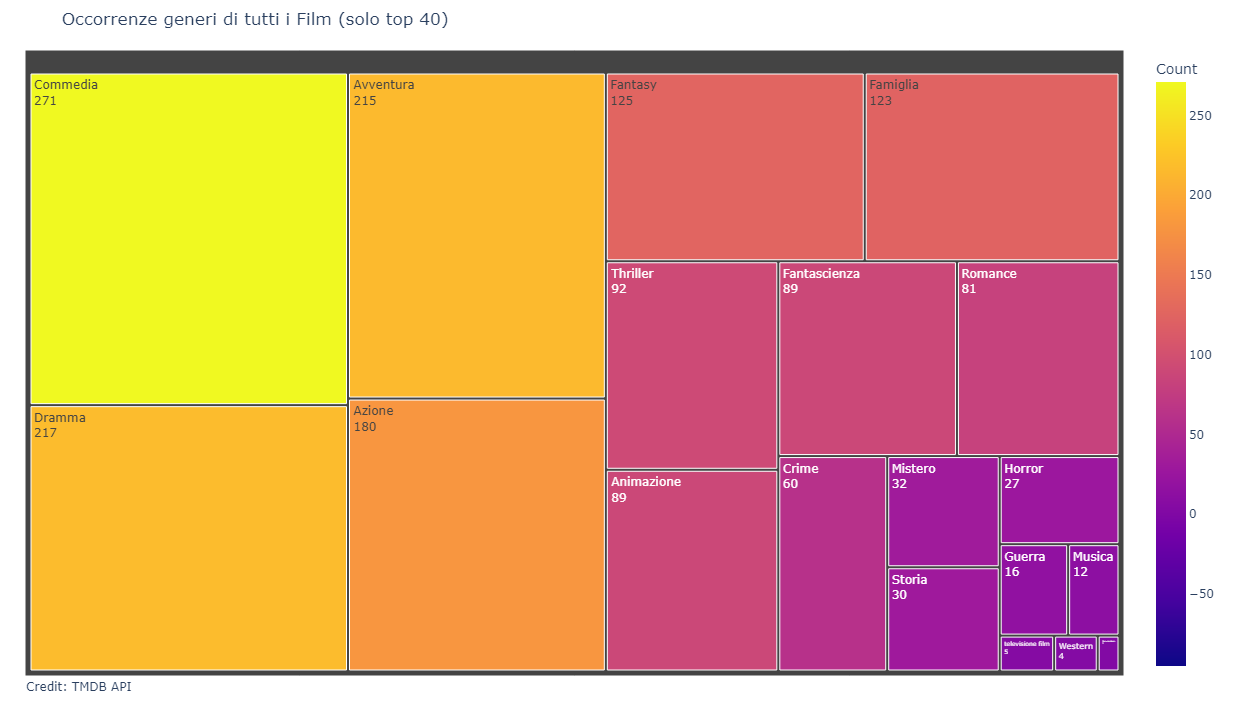 Occorrenze generi di tutti i Film (solo top 40)
Commedia
271
Avventura
215
Fantasy
125
Famiglia
123
Thriller
92
Fantascienza
89
Romance
81
Dramma
217
Azione
180
Animazione
89
Crime
60
Mistero
32
Horror
27
Storia
30
Guerra
16
Musica
12
televisione film
5
Western
4
Count
250
200
150
100
50
0
−50
Credit: TMDB API